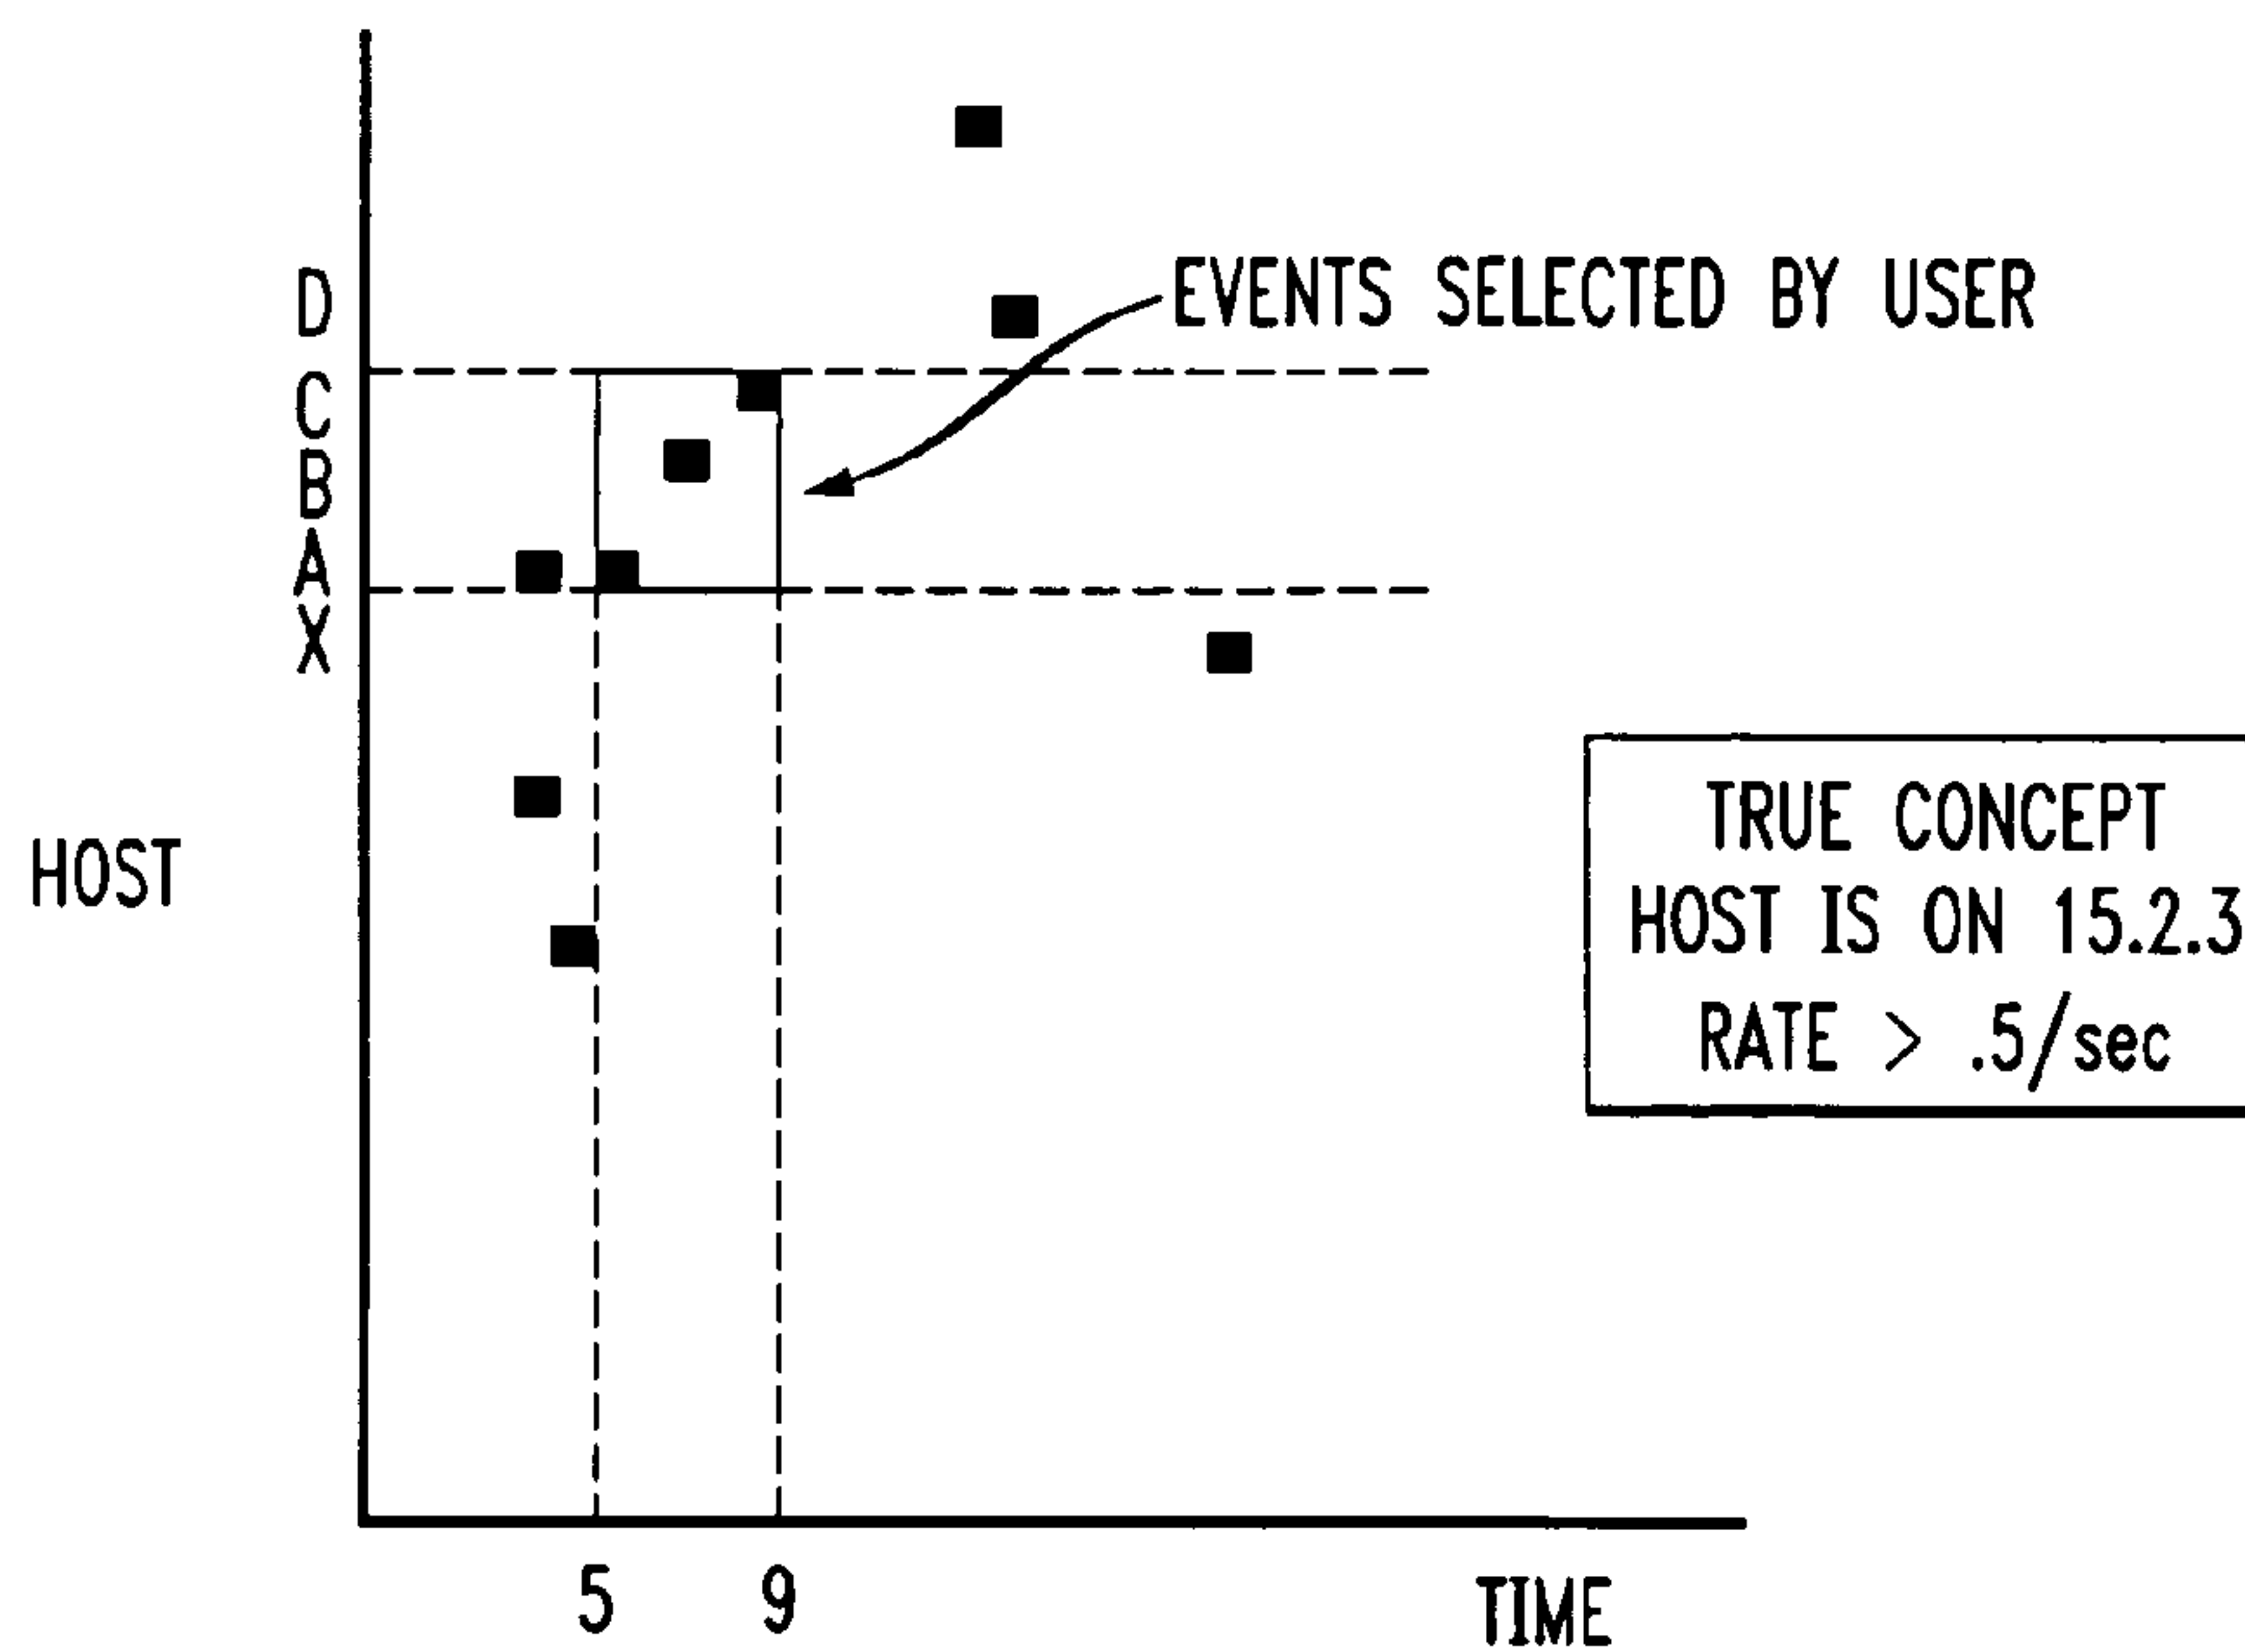 EVENTS SELECTED BY USER
D
C
B
A
X
HOST
TRUE CONCEPT
HOST IS ON 15.2.3
RATE > .5/sec
5 9 TIME